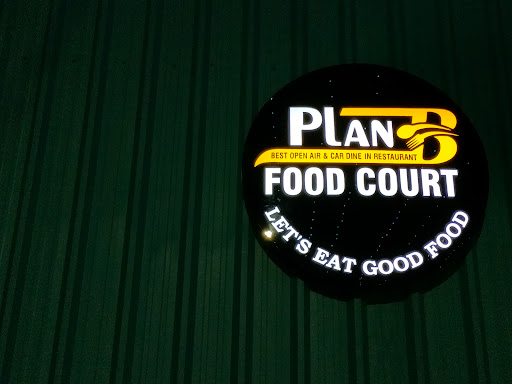 PLAN B
BEST OPEN AIR & CAR DINE IN RESTAURANT
FOOD COURT
LET'S EAT GOOD FOOD